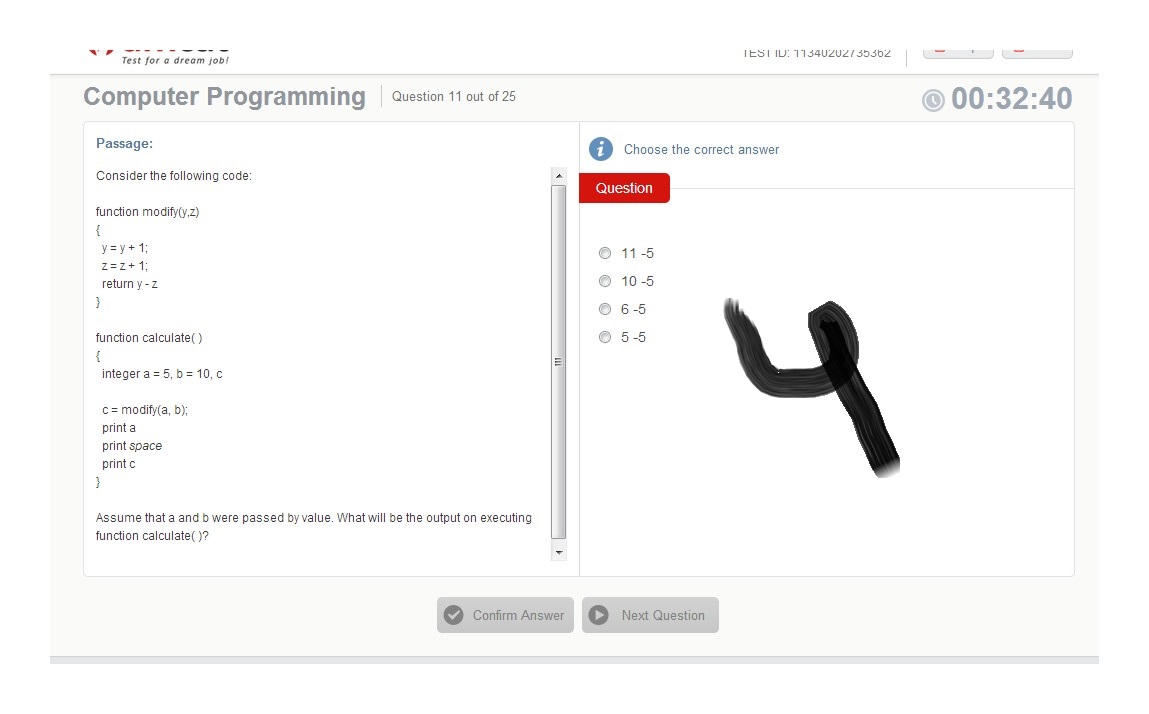 Test for a dream job!
TEST ID: 11340202735362
Computer Programming
Question 11 out of 25
00:32:40
Passage:
Consider the following code:
function modify(y,z)
{
y = y + 1;
z = z + 1;
return y - z
}
function calculate( )
{
integer a = 5, b = 10, c
c = modify(a, b);
print a
print space
print c
}
Assume that a and b were passed by value. What will be the output on executing
function calculate( )?
Choose the correct answer
Question
11 -5
10 -5
6 -5
5 -5
4
Confirm Answer
Next Question